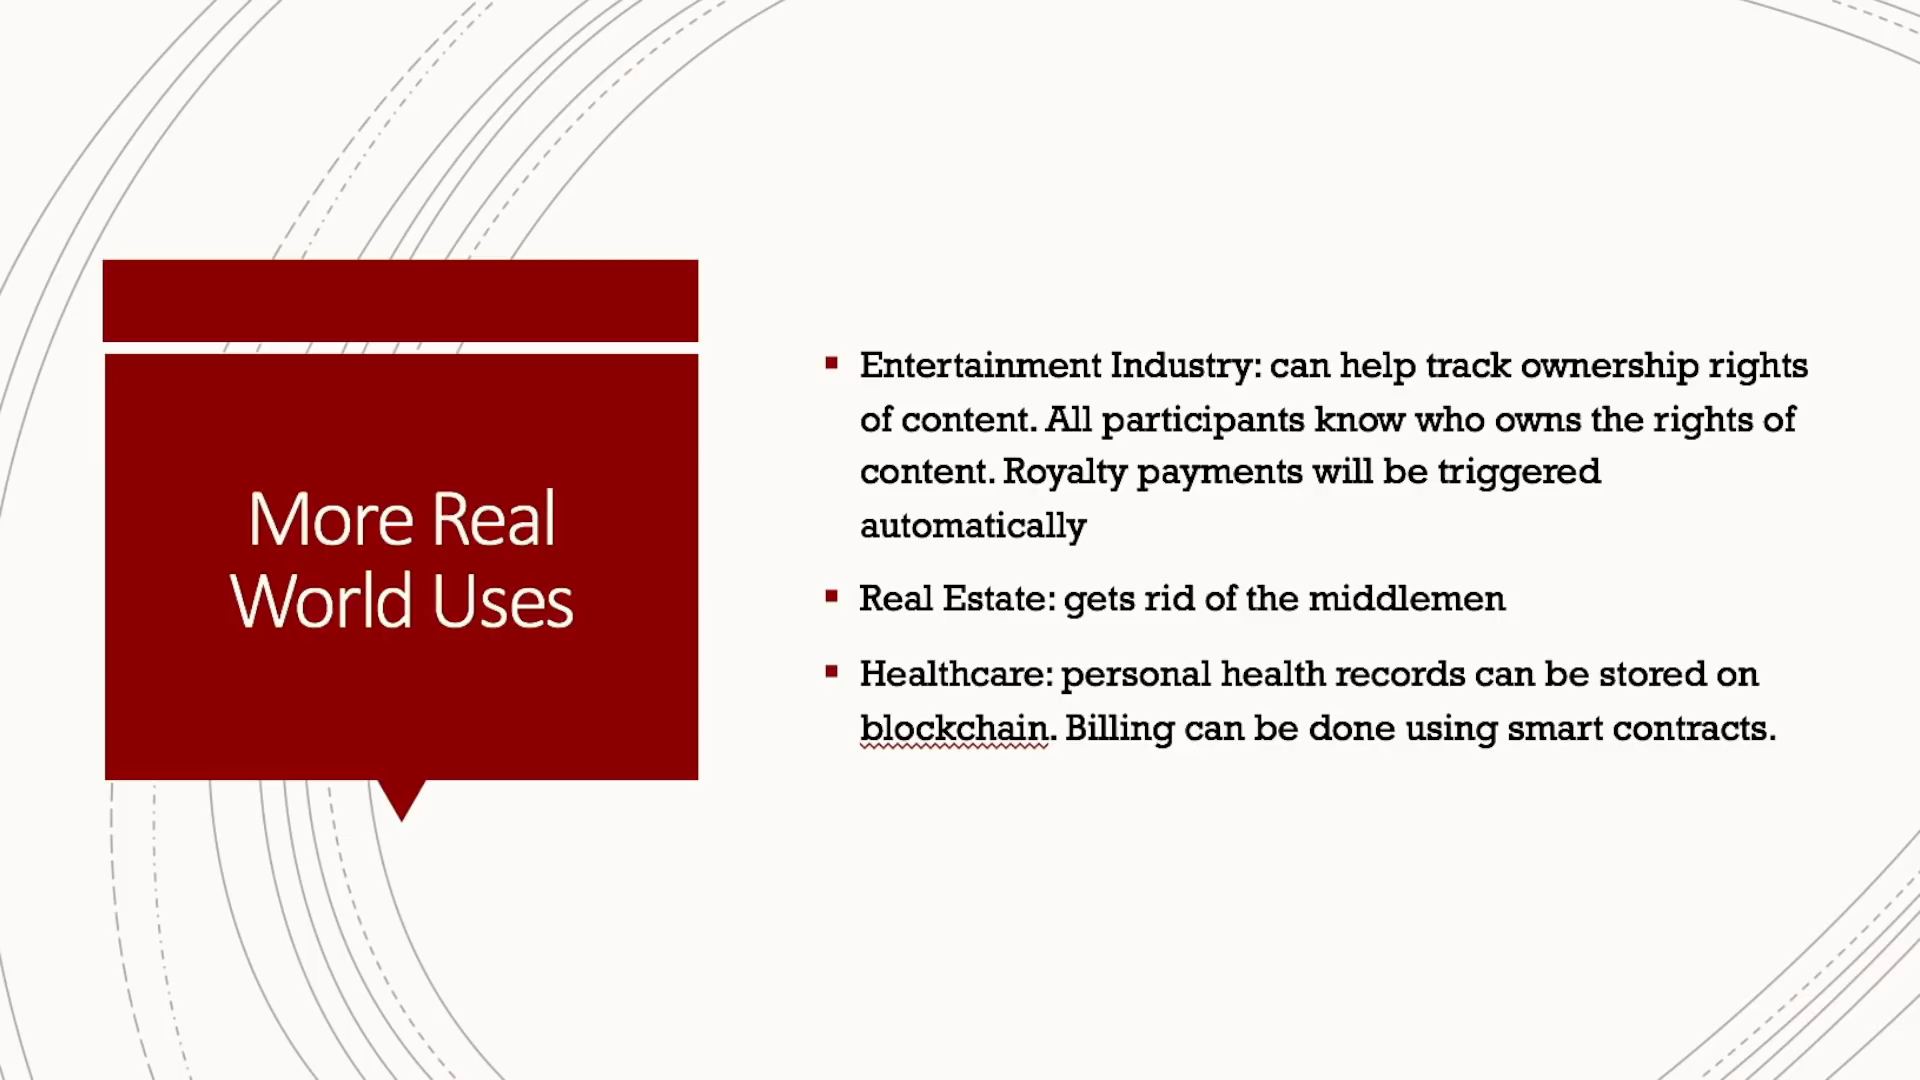 More Real
World Uses
Entertainment Industry: can help track ownership rights
of content. All participants know who owns the rights of
content. Royalty payments will be triggered
automatically
Real Estate: gets rid of the middlemen
Healthcare: personal health records can be stored on
blockchain. Billing can be done using smart contracts.